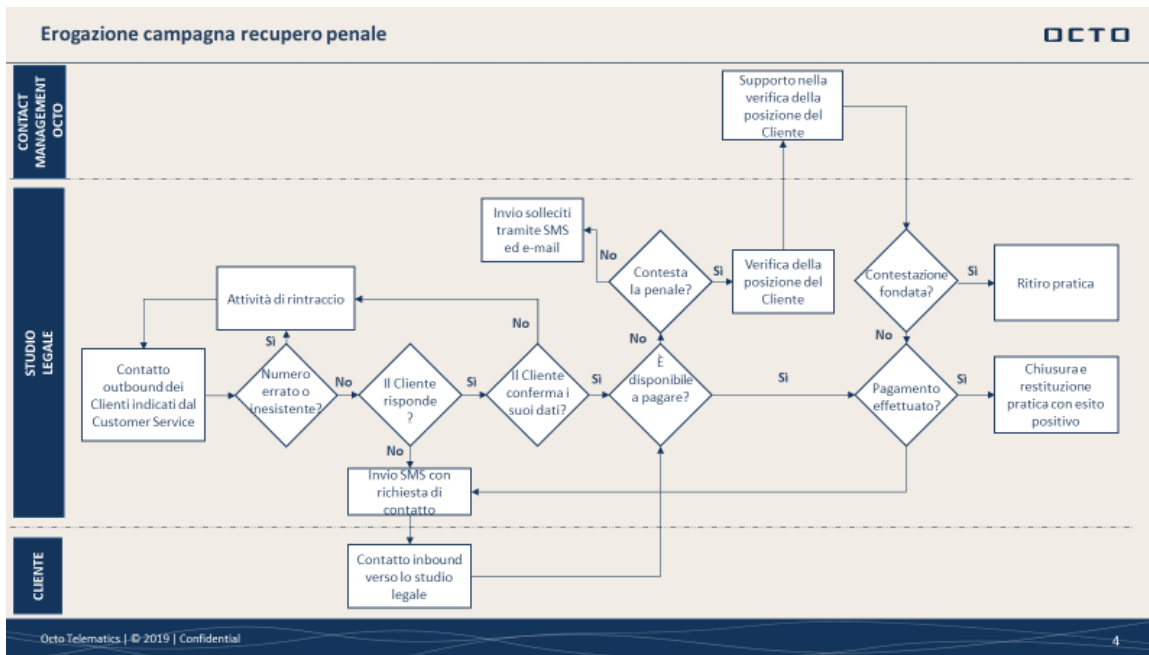 Erogazione campagna recupero penale
OCTO
CONTACT
MANAGEMENT
OCTO
Supporto nella
verifica della
posizione del
Cliente
STUDIO
LEGALE
Invio solleciti
tramite SMS
ed e-mail
No
Contesta
la penale?
Sì
Verifica della
posizione del
Cliente
Contestazione
fondata?
Sì
Ritiro pratica
Attività di rintraccio
Sì
No
No
No
Contatto
outbound dei
Clienti indicati dal
Customer Service
Numero
errato o
inesistente?
No
Il Cliente
risponde
?
Sì
Il Cliente
conferma i
suoi dati?
Sì
È
disponibile
a pagare?
Sì
Pagamento
effettuato?
Sì
Chiusura e
restituzione
pratica con esito
positivo
No
Invio SMS con
richiesta di
contatto
CLIENTE
Contatto inbound
verso lo studio
legale
Octo Telematics | © 2019 | Confidential
4